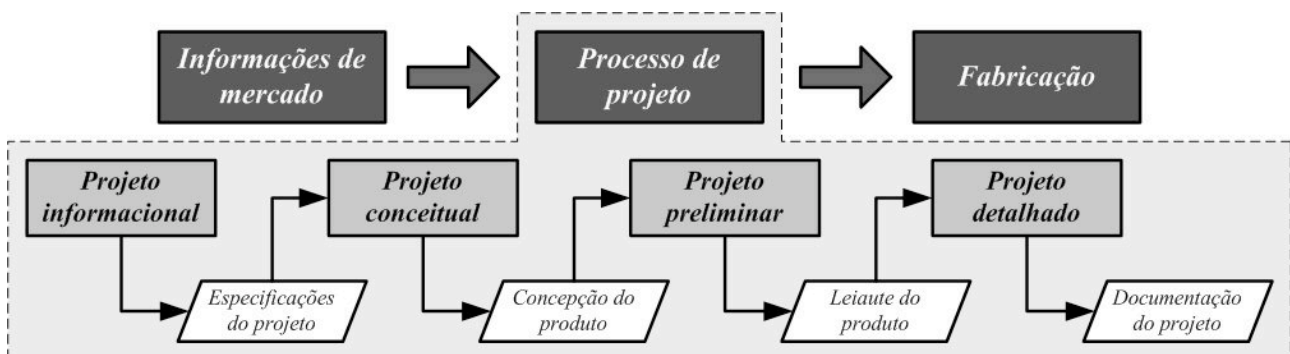 Informações de
mercado
Processo de
projeto
Fabricação
Projeto
informacional
Projeto
conceitual
Projeto
preliminar
Projeto
detalhado
Especificações
do projeto
Concepção do
produto
Leiaute do
produto
Documentação
do projeto